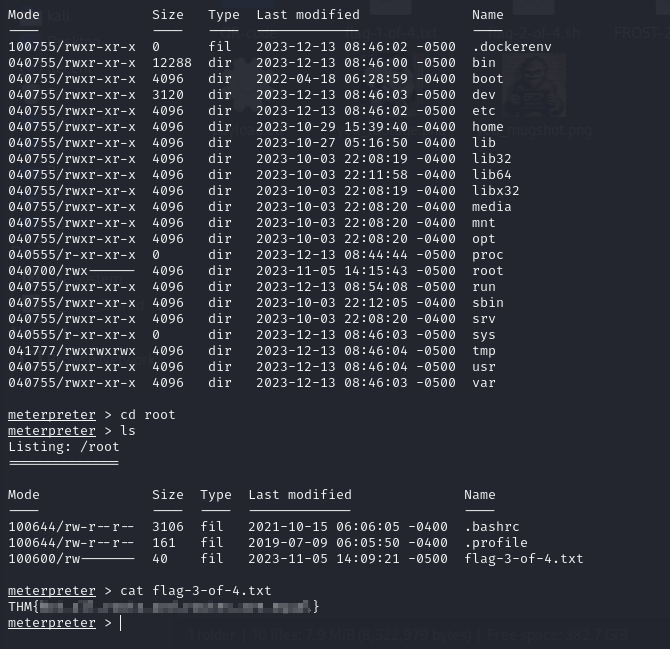 Mode Size Type Last modified Name
100755/rwxr-xr-x 0 fil 2023-12-13 08:46:02 -0500 .dockerenv
040755/rwxr-xr-x 12288 dir 2023-12-13 08:46:00 -0500 bin
040755/rwxr-xr-x 4096 dir 2022-04-18 06:28:59 -0400 boot
040755/rwxr-xr-x 3120 dir 2023-12-13 08:46:03 -0500 dev
040755/rwxr-xr-x 4096 dir 2023-12-13 08:46:02 -0500 etc
040755/rwxr-xr-x 4096 dir 2023-10-29 15:39:40 -0400 home
040755/rwxr-xr-x 4096 dir 2023-10-27 05:16:50 -0400 lib
040755/rwxr-xr-x 4096 dir 2023-10-03 22:08:19 -0400 lib32
040755/rwxr-xr-x 4096 dir 2023-10-03 22:11:58 -0400 lib64
040755/rwxr-xr-x 4096 dir 2023-10-03 22:08:19 -0400 libx32
040755/rwxr-xr-x 4096 dir 2023-10-03 22:08:20 -0400 media
040755/rwxr-xr-x 4096 dir 2023-10-03 22:08:20 -0400 mnt
040755/rwxr-xr-x 4096 dir 2023-10-03 22:08:20 -0400 opt
040555/r-xr-xr-x 0 dir 2023-12-13 08:44:44 -0500 proc
040700/rwx------ 4096 dir 2023-11-05 14:15:43 -0500 root
040755/rwxr-xr-x 4096 dir 2023-12-13 08:54:08 -0500 run
040755/rwxr-xr-x 4096 dir 2023-10-03 22:12:05 -0400 sbin
040755/rwxr-xr-x 4096 dir 2023-10-03 22:08:20 -0400 srv
040555/r-xr-xr-x 0 dir 2023-12-13 08:46:03 -0500 sys
041777/rwxrwxrwx 4096 dir 2023-12-13 08:46:04 -0500 tmp
040755/rwxr-xr-x 4096 dir 2023-12-13 08:46:04 -0500 usr
040755/rwxr-xr-x 4096 dir 2023-12-13 08:46:03 -0500 var
meterpreter > cd root
meterpreter > ls
Listing: /root
==============
Mode Size Type Last modified Name
100644/rw-r--r-- 3106 fil 2021-10-15 06:06:05 -0400 .bashrc
100644/rw-r--r-- 161 fil 2019-07-09 06:05:50 -0400 .profile
100600/rw------- 40 fil 2023-11-05 14:09:21 -0500 flag-3-of-4.txt
meterpreter > cat flag-3-of-4.txt
THM{ }
meterpreter >